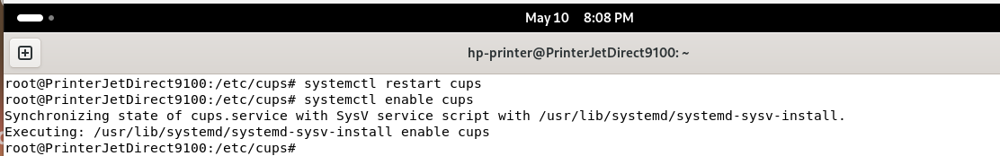 May 10 8:08 PM
hp-printer@PrinterJetDirect9100: ~
root@PrinterJetDirect9100:/etc/cups# systemctl restart cups
root@PrinterJetDirect9100:/etc/cups# systemctl enable cups
Synchronizing state of cups.service with SysV service script with /usr/lib/systemd/systemd-sysv-install.
Executing: /usr/lib/systemd/systemd-sysv-install enable cups
root@PrinterJetDirect9100:/etc/cups#